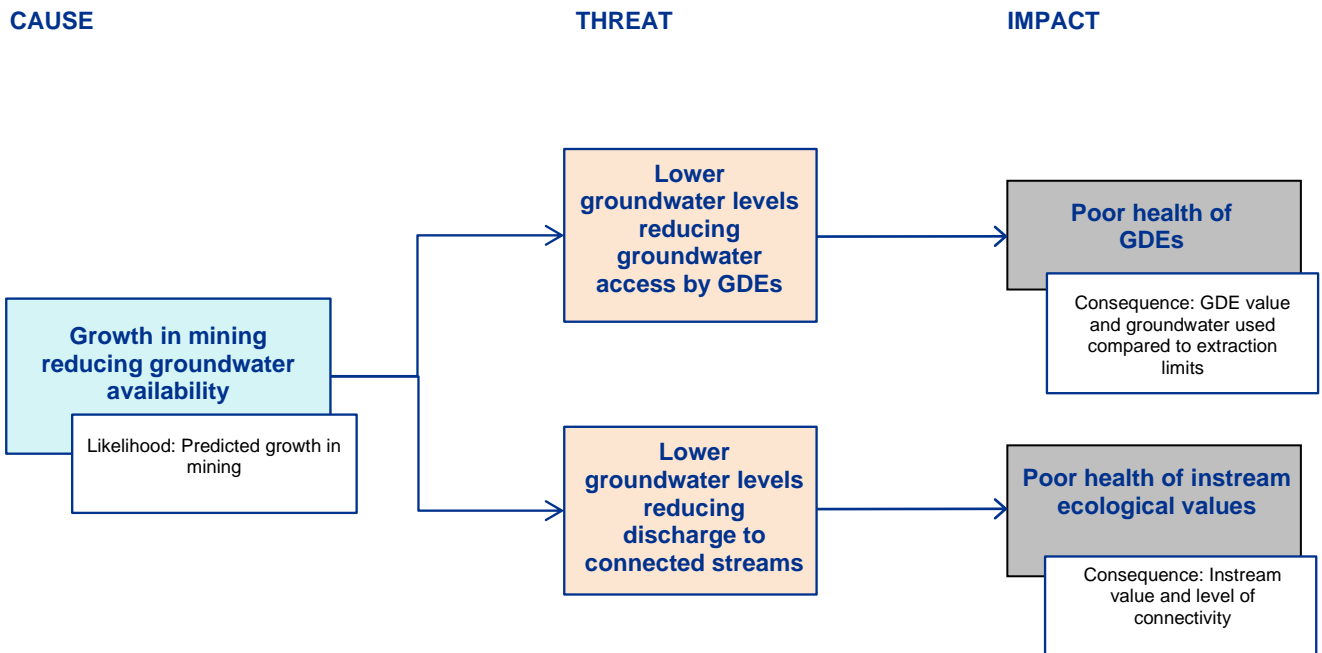 CAUSE
THREAT
IMPACT
Lower
groundwater levels
reducing
groundwater
access by GDEs
Poor health of
GDEs
Consequence: GDE value
and groundwater used
compared to extraction
limits
Growth in mining
reducing groundwater
availability
Likelihood: Predicted growth in
mining
Lower
groundwater levels
reducing
discharge to
connected streams
Poor health of instream
ecological values
Consequence: Instream
value and level of
connectivity